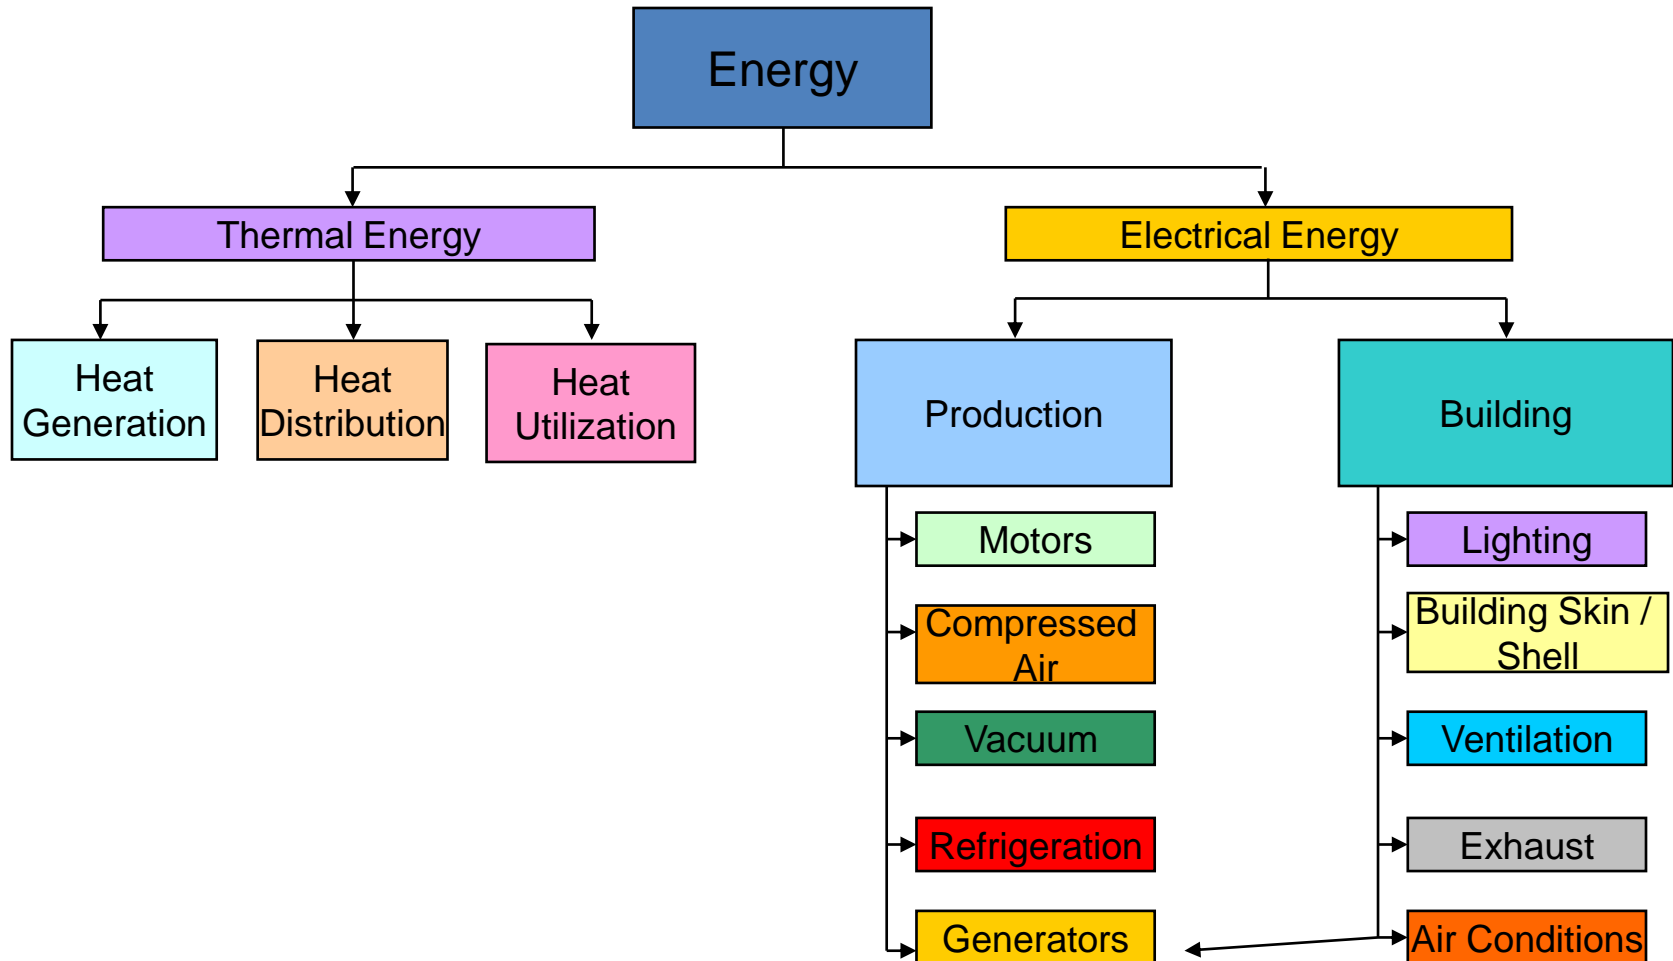 Energy
Thermal Energy
Electrical Energy
Heat
Generation
Heat
Distribution
Heat
Utilization
Production
Building
Motors
Compressed
Air
Vacuum
Refrigeration
Generators
Lighting
Building Skin /
Shell
Ventilation
Exhaust
Air Conditions